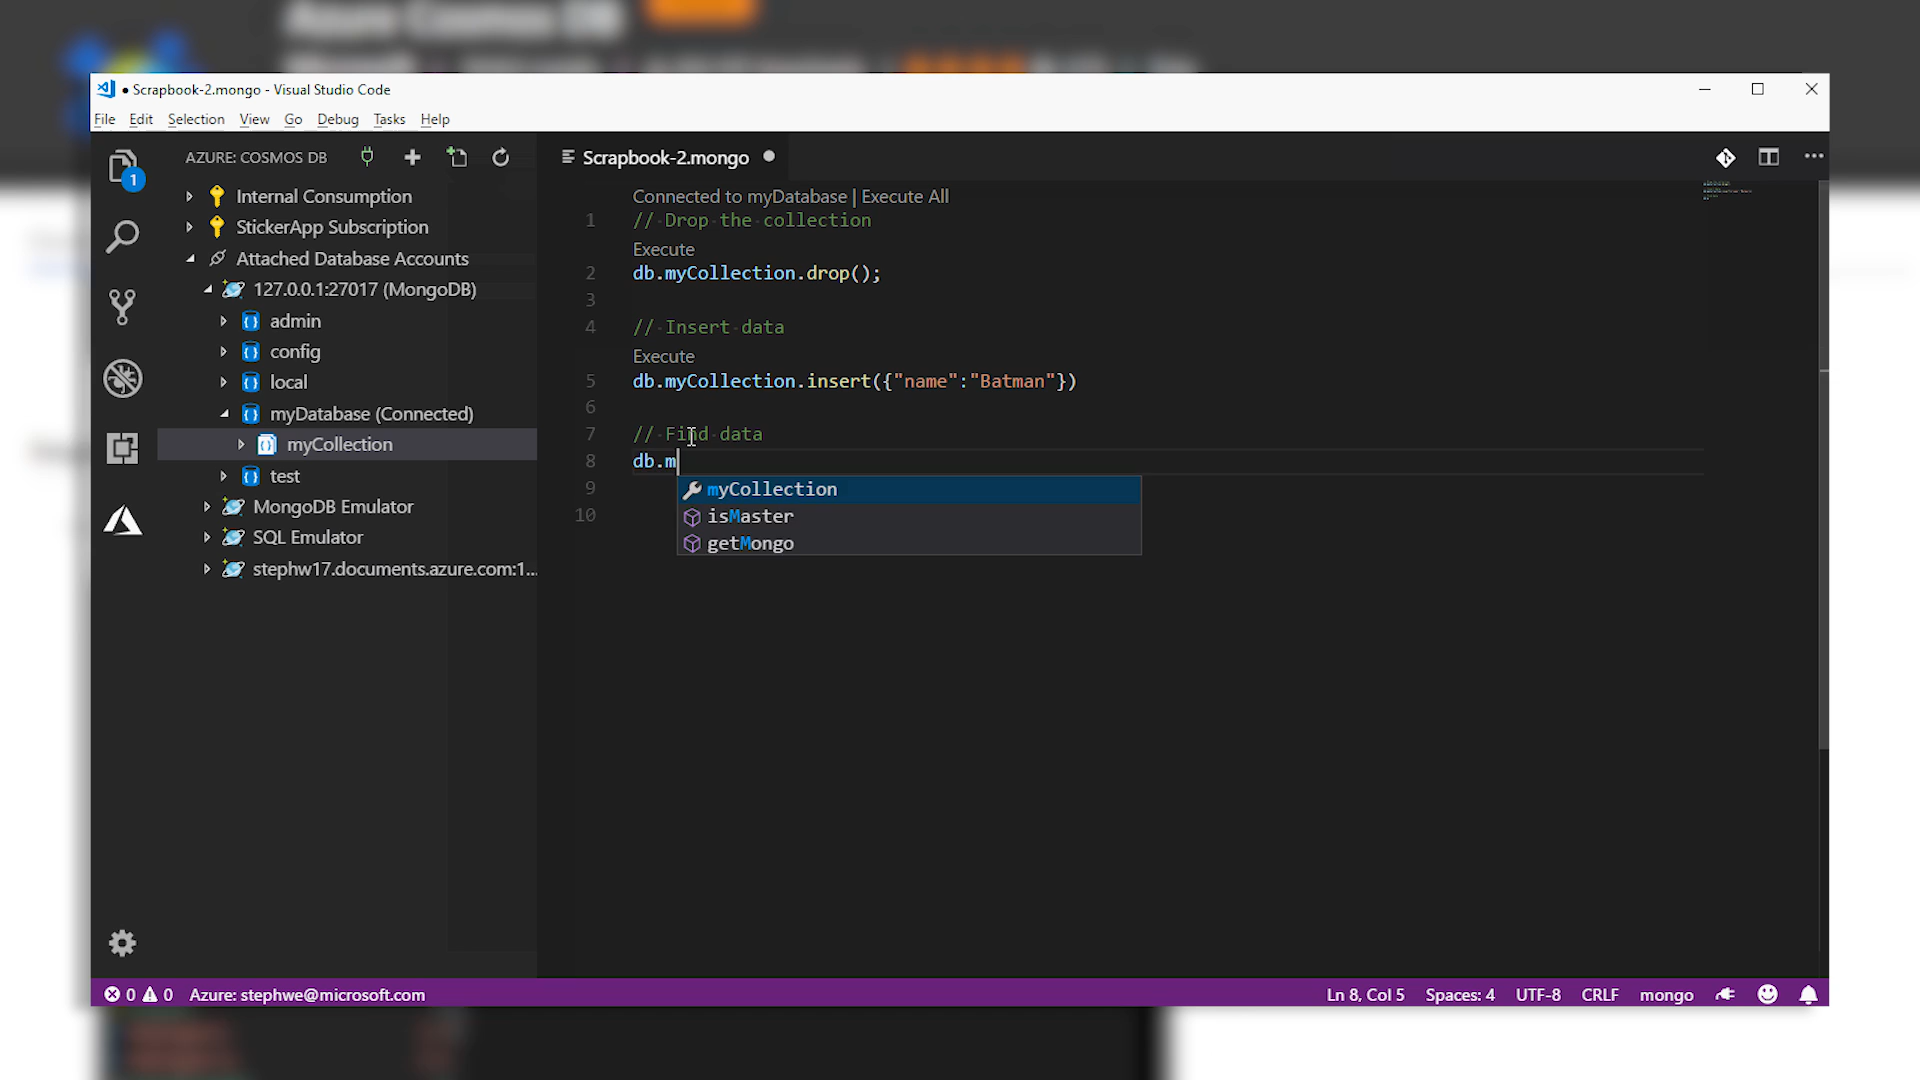 Azure Cosmos DB
● Scrapbook-2.mongo - Visual Studio Code
File Edit Selection View Go Debug Tasks Help
AZURE: COSMOS DB
Internal Consumption
StickerApp Subscription
Attached Database Accounts
127.0.0.1:27017 (MongoDB)
admin
config
local
myDatabase (Connected)
myCollection
test
MongoDB Emulator
SQL Emulator
stephw17.documents.azure.com:1...
1
Scrapbook-2.mongo
Connected to myDatabase | Execute All
1 // Drop the collection
Execute
2 db.myCollection.drop();
3
4 // Insert data
Execute
5 db.myCollection.insert({"name":"Batman"})
6
7 // Find data
8 db.m
9
10
myCollection
isMaster
getMongo
0 0 Azure: stephwe@microsoft.com
Ln 8, Col 5 Spaces: 4 UTF-8 CRLF mongo